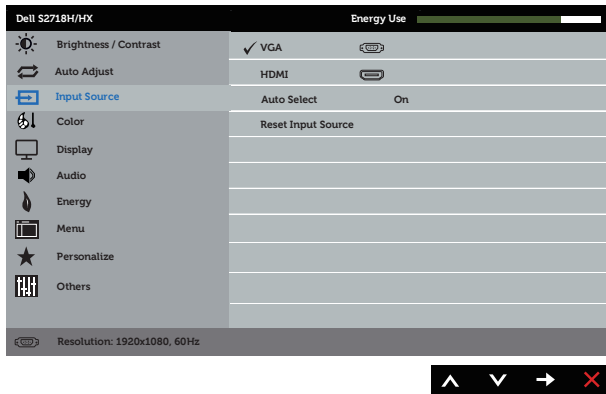 Dell S2718H/HX Energy Use
Brightness / Contrast
Auto Adjust
Input Source
Color
Display
Audio
Energy
Menu
Personalize
Others
VGA
HDMI
Auto Select On
Reset Input Source
Resolution: 1920x1080, 60Hz